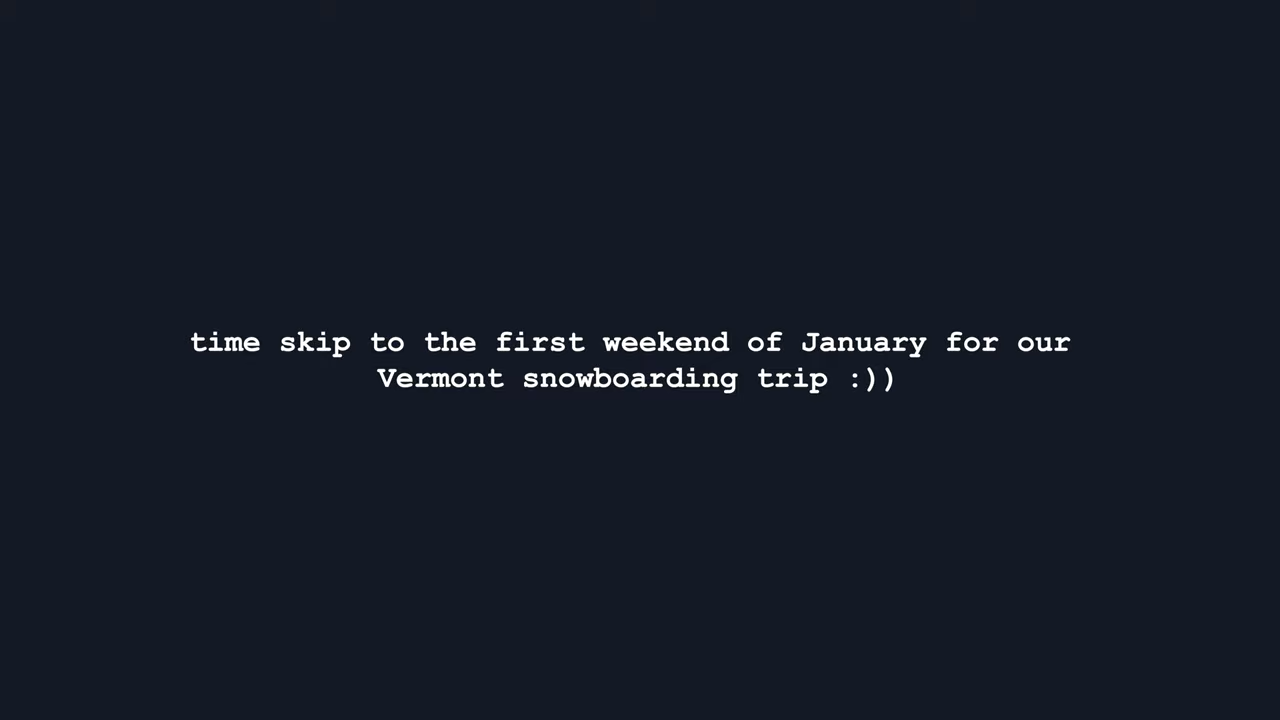 time skip to the first weekend of January for our
Vermont snowboarding trip :))